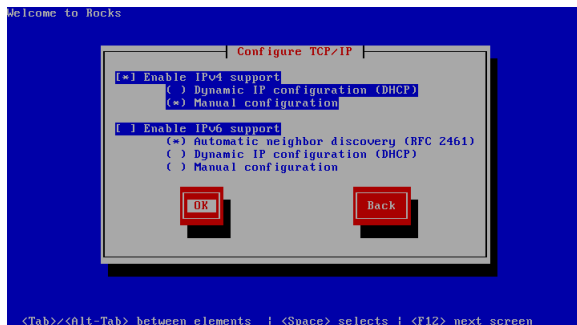 Welcome to Rocks
Configure TCP/IP
[*] Enable IPv4 support
( ) Dynamic IP configuration (DHCP)
(*) Manual configuration
[ ] Enable IPv6 support
(*) Automatic neighbor discovery (RFC 2461)
( ) Dynamic IP configuration (DHCP)
( ) Manual configuration
OK Back
<Tab>/<Alt-Tab> between elements | <Space> selects | <F12> next screen